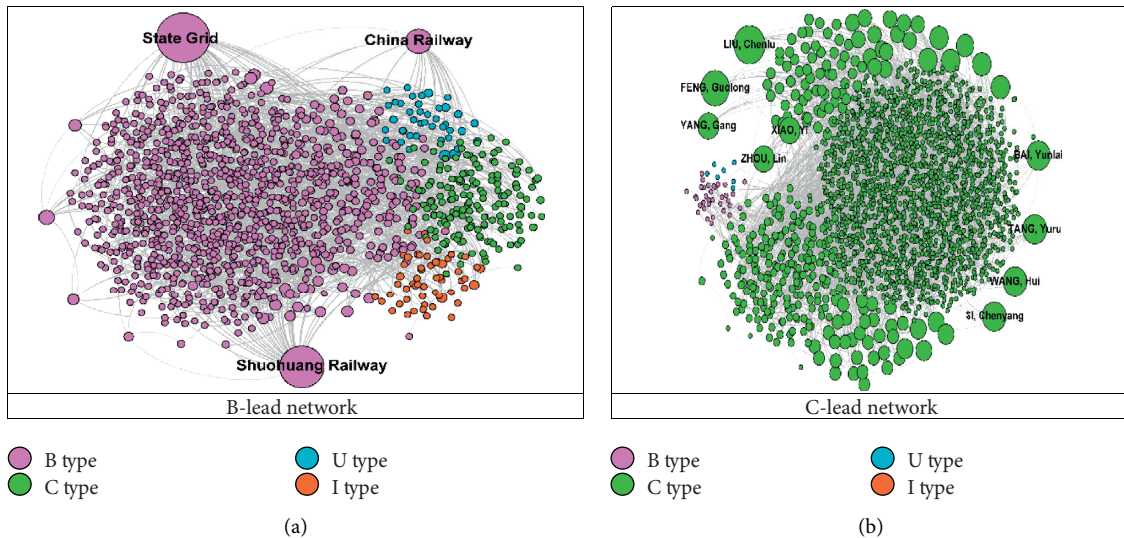 State Grid
China Railway
Shuohuang Railway
B-lead network
B type
C type
U type
I type
(a)
LIU, Chenlu
FENG, Guolong
YANG, Gang
XIAO, Yi
ZHOU, Lin
BAI, Yunlai
TANG, Yuru
WANG, Hui
SI, Chenyang
C-lead network
B type
C type
U type
I type
(b)